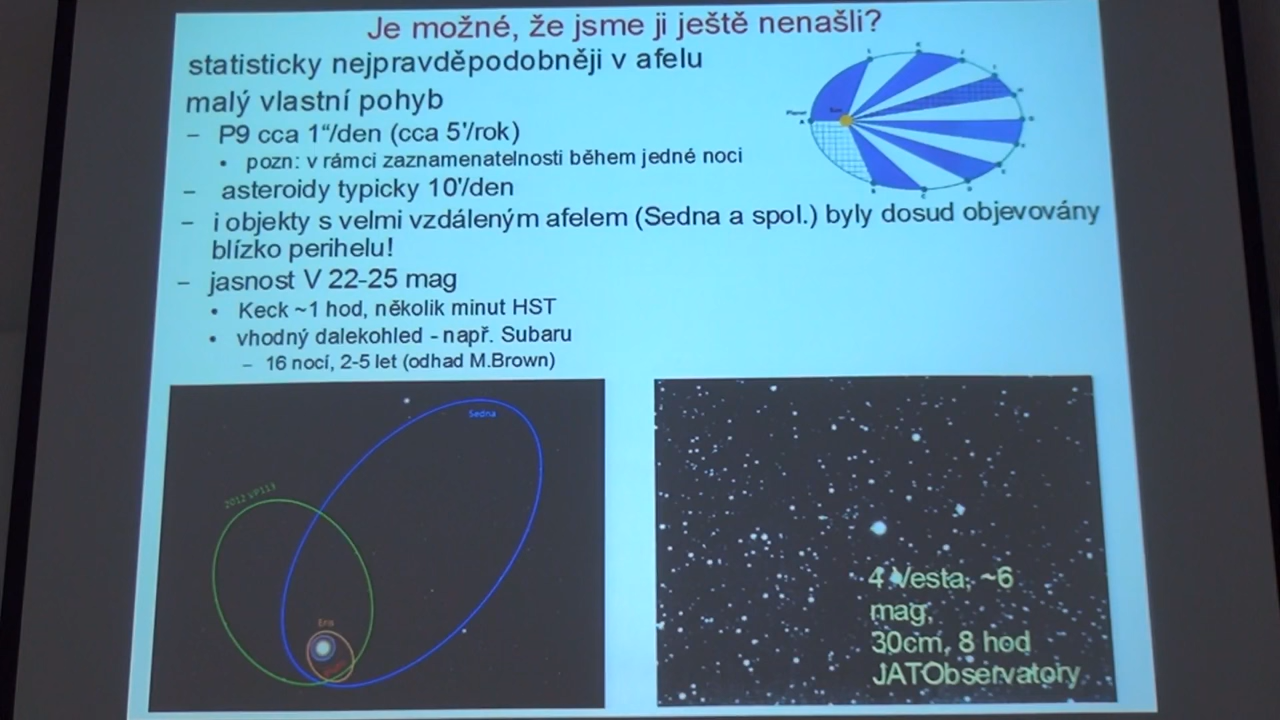 Je možné, že jsme ji ještě nenašli?
statisticky nejpravděpodobněji v afelu
malý vlastní pohyb
– P9 cca 1“/den (cca 5'/rok)
• pozn: v rámci zaznamenatelnosti během jedné noci
– asteroidy typicky 10'/den
– i objekty s velmi vzdáleným afelem (Sedna a spol.) byly dosud objevovány
blízko perihelu!
– jasnost V 22-25 mag
• Keck ~1 hod, několik minut HST
• vhodný dalekohled - např. Subaru
– 16 nocí, 2-5 let (odhad M.Brown)
Planet
Sun
Sedna
2012 VP113
Eris
4 Vesta, ~6
mag,
30cm, 8 hod
JATObservatory